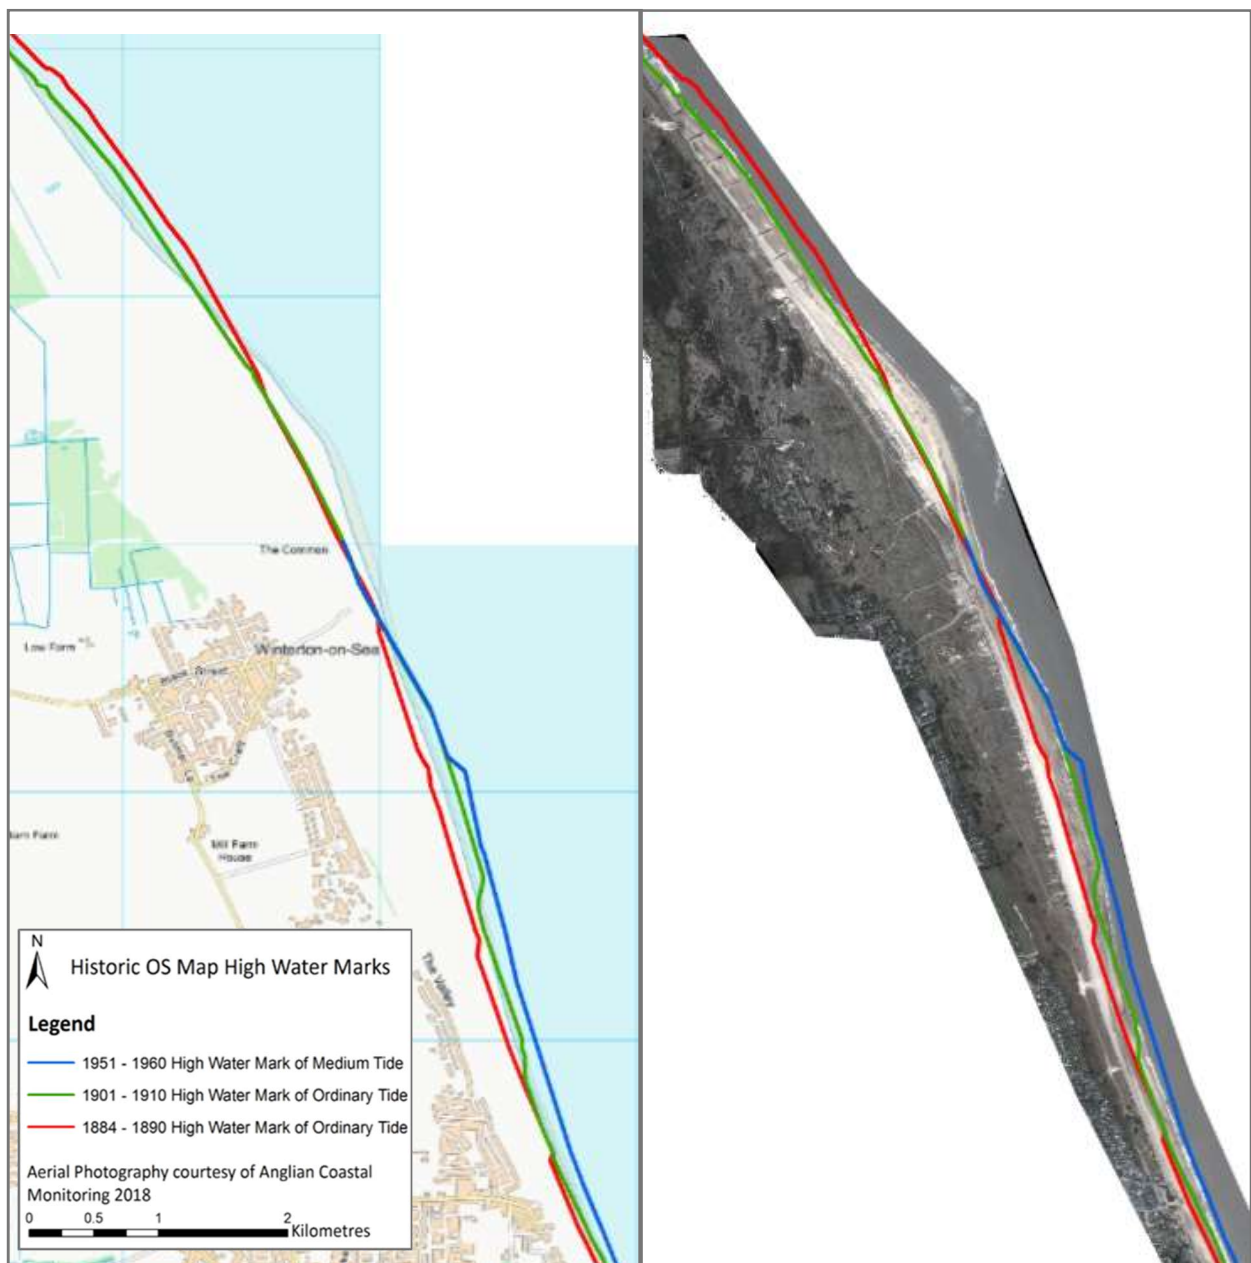 The Common
Low Farm
Winterton-on-Sea
Black Street
Farm
Mill Farm
House
The Valley
N
Historic OS Map High Water Marks
Legend
1951 - 1960 High Water Mark of Medium Tide
1901 - 1910 High Water Mark of Ordinary Tide
1884 - 1890 High Water Mark of Ordinary Tide
Aerial Photography courtesy of Anglian Coastal
Monitoring 2018
0 0.5 1 2
Kilometres